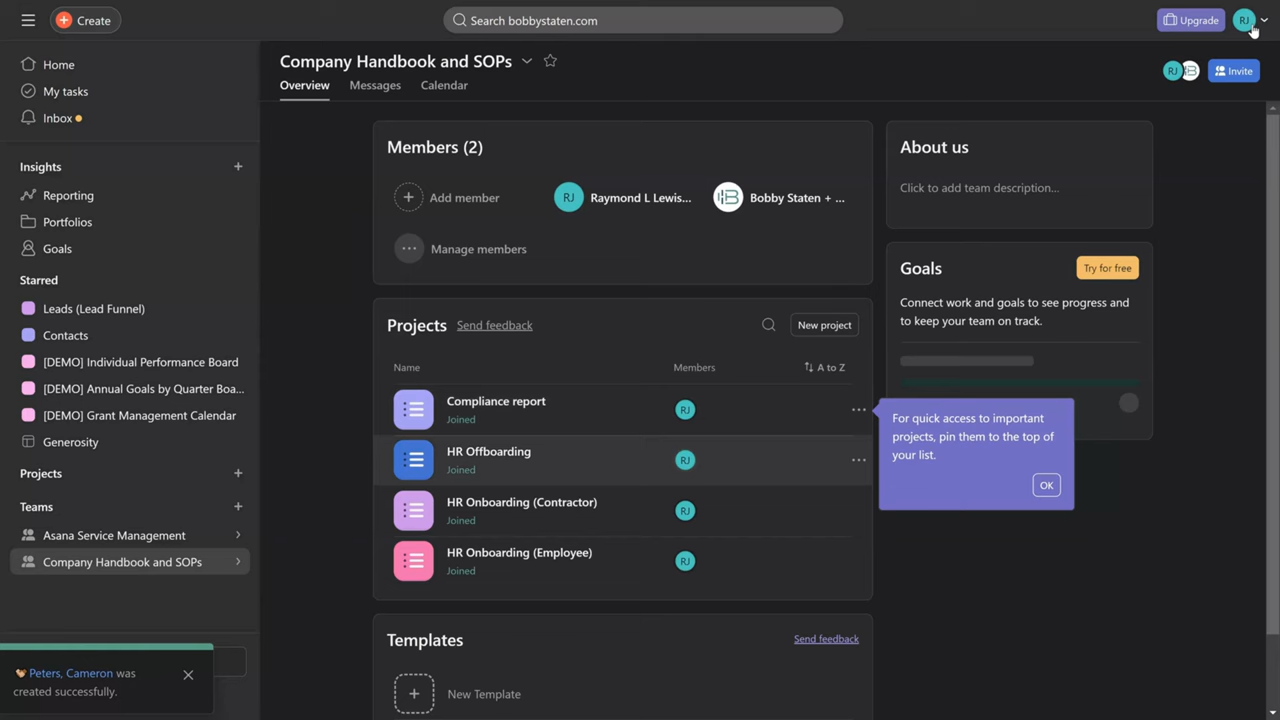 Create
Search bobbystaten.com
Upgrade
RJ
Home
My tasks
Inbox
Insights
Reporting
Portfolios
Goals
Starred
Leads (Lead Funnel)
Contacts
[DEMO] Individual Performance Board
[DEMO] Annual Goals by Quarter Boa...
[DEMO] Grant Management Calendar
Generosity
Projects
Teams
Asana Service Management
Company Handbook and SOPs
Peters, Cameron was
created successfully.
Company Handbook and SOPs
RJ
B
Invite
Overview Messages Calendar
Members (2)
Add member
RJ Raymond L Lewis...
B Bobby Staten + ...
Manage members
Projects Send feedback
New project
Name Members A to Z
Compliance report
Joined
RJ
HR Offboarding
Joined
RJ
HR Onboarding (Contractor)
Joined
RJ
HR Onboarding (Employee)
Joined
RJ
Templates Send feedback
New Template
About us
Click to add team description...
Goals Try for free
Connect work and goals to see progress and
to keep your team on track.
For quick access to important
projects, pin them to the top of
your list.
OK